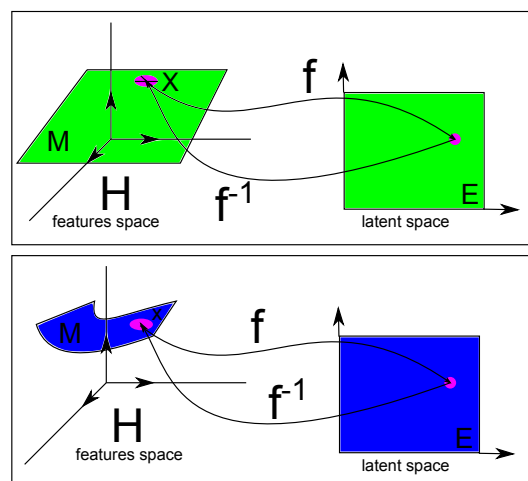 f
X
M
E
H
f-1
features space
latent space
f
X
M
f-1
H
E
features space
latent space